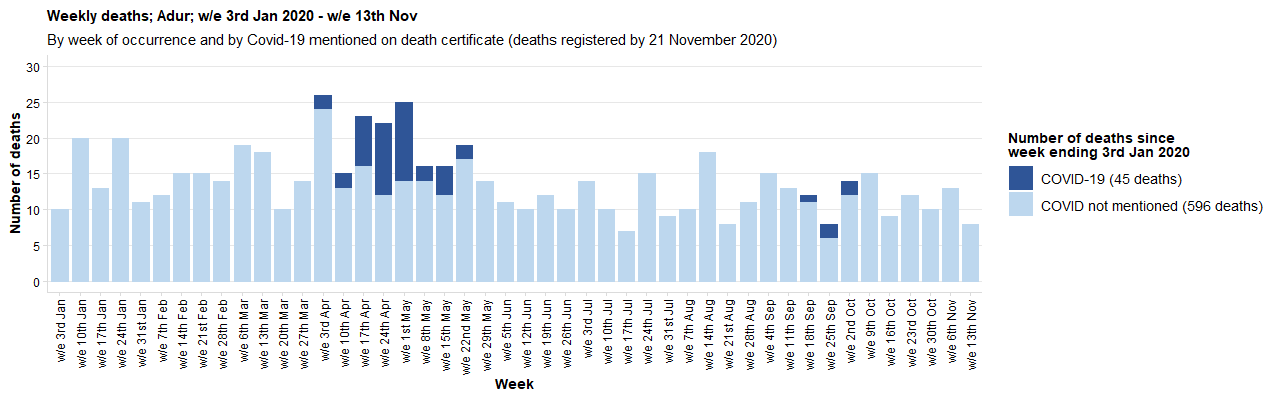 Weekly deaths; Adur; w/e 3rd Jan 2020 - w/e 13th Nov
By week of occurrence and by Covid-19 mentioned on death certificate (deaths registered by 21 November 2020)
Number of deaths
30
25
20
15
10
5
0
w/e 3rd Jan
w/e 10th Jan
w/e 17th Jan
w/e 24th Jan
w/e 31st Jan
w/e 7th Feb
w/e 14th Feb
w/e 21st Feb
w/e 28th Feb
w/e 6th Mar
w/e 13th Mar
w/e 20th Mar
w/e 27th Mar
w/e 3rd Apr
w/e 10th Apr
w/e 17th Apr
w/e 24th Apr
w/e 1st May
w/e 8th May
w/e 15th May
w/e 22nd May
w/e 29th May
w/e 5th Jun
w/e 12th Jun
w/e 19th Jun
w/e 26th Jun
w/e 3rd Jul
w/e 10th Jul
w/e 17th Jul
w/e 24th Jul
w/e 31st Jul
w/e 7th Aug
w/e 14th Aug
w/e 21st Aug
w/e 28th Aug
w/e 4th Sep
w/e 11th Sep
w/e 18th Sep
w/e 25th Sep
w/e 2nd Oct
w/e 9th Oct
w/e 16th Oct
w/e 23rd Oct
w/e 30th Oct
w/e 6th Nov
w/e 13th Nov
Week
Number of deaths since
week ending 3rd Jan 2020
COVID-19 (45 deaths)
COVID not mentioned (596 deaths)